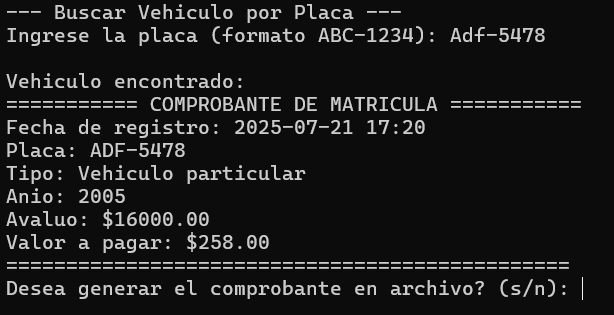 --- Buscar Vehiculo por Placa ---
Ingrese la placa (formato ABC-1234): Adf-5478
Vehiculo encontrado:
=========== COMPROBANTE DE MATRICULA ===========
Fecha de registro: 2025-07-21 17:20
Placa: ADF-5478
Tipo: Vehiculo particular
Anio: 2005
Avaluo: $16000.00
Valor a pagar: $258.00
===============================================
Desea generar el comprobante en archivo? (s/n):